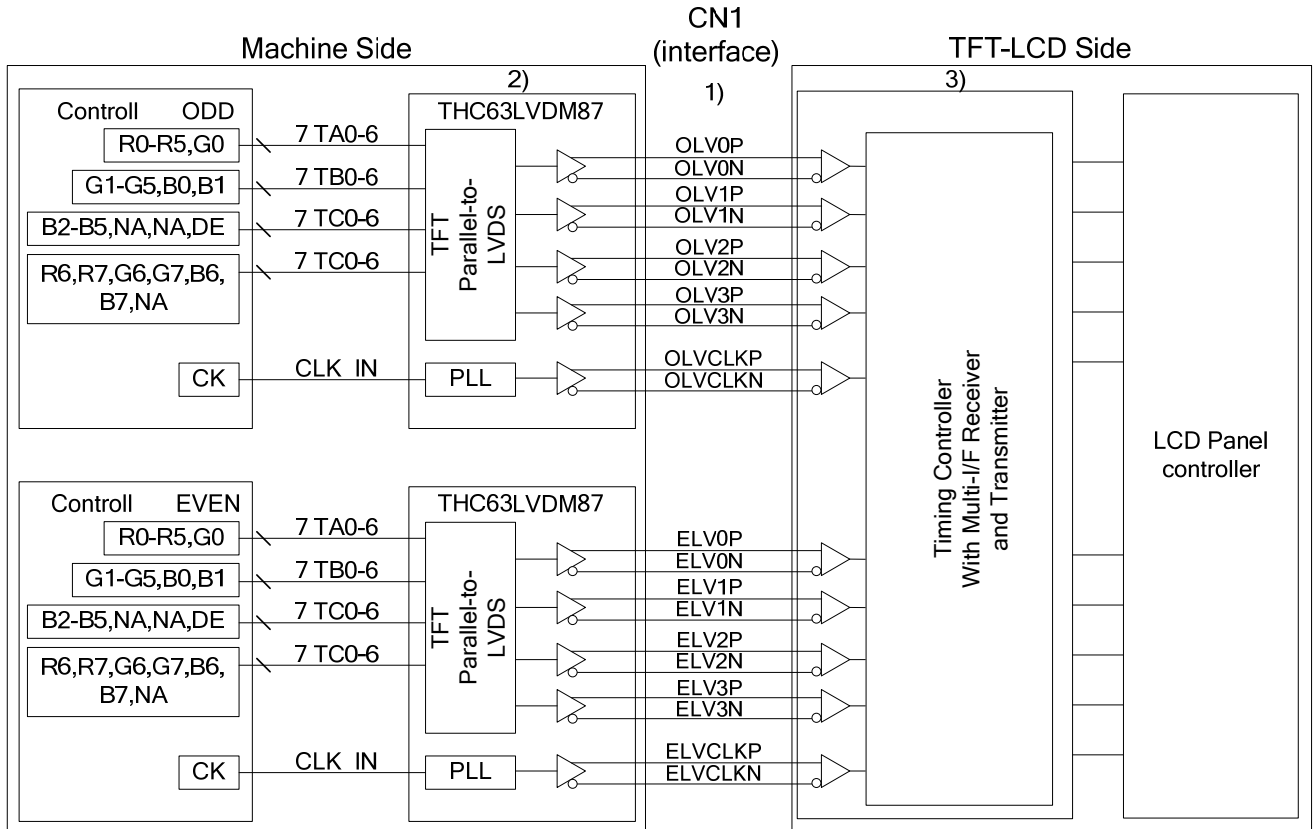 CN1
(interface)
1)
Machine Side
2)
TFT-LCD Side
3)
Controll ODD
R0-R5,G0
G1-G5,B0,B1
B2-B5,NA,NA,DE
R6,R7,G6,G7,B6,
B7,NA
CK
7 TA0-6
7 TB0-6
7 TC0-6
7 TC0-6
CLK IN
THC63LVDM87
TFT
Parallel-to-
LVDS
PLL
OLV0P
OLV0N
OLV1P
OLV1N
OLV2P
OLV2N
OLV3P
OLV3N
OLVCLKP
OLVCLKN
Controll EVEN
R0-R5,G0
G1-G5,B0,B1
B2-B5,NA,NA,DE
R6,R7,G6,G7,B6,
B7,NA
CK
7 TA0-6
7 TB0-6
7 TC0-6
7 TC0-6
CLK IN
THC63LVDM87
TFT
Parallel-to-
LVDS
PLL
ELV0P
ELV0N
ELV1P
ELV1N
ELV2P
ELV2N
ELV3P
ELV3N
ELVCLKP
ELVCLKN
Timing Controller
With Multi-I/F Receiver
and Transmitter
LCD Panel
controller